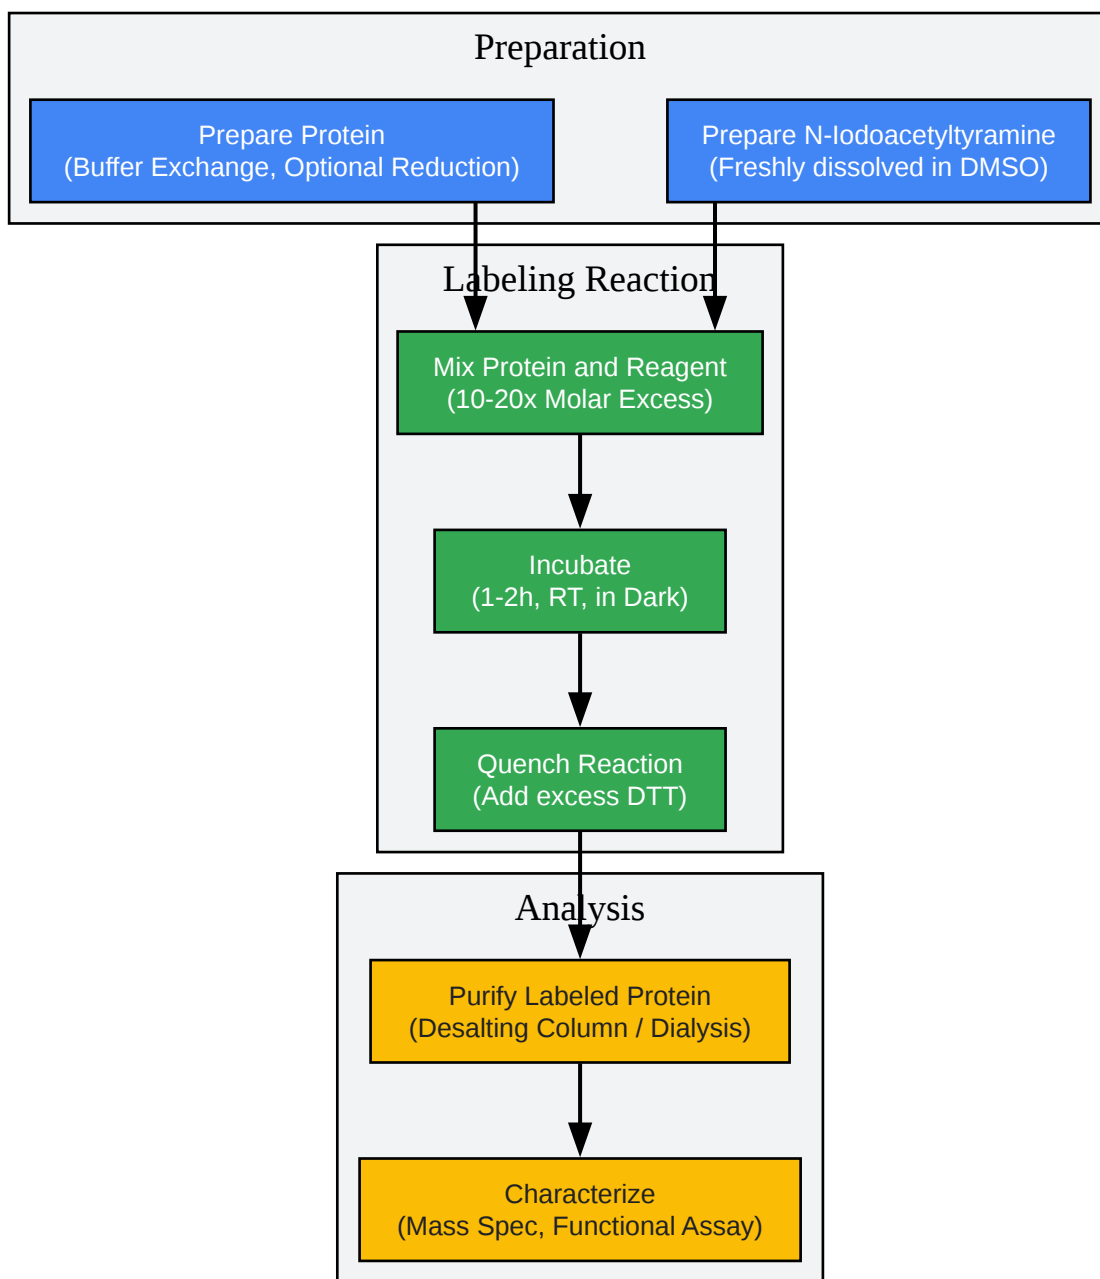 Preparation
Prepare Protein
(Buffer Exchange, Optional Reduction)
Prepare N-Iodoacetyltyramine
(Freshly dissolved in DMSO)
Labeling Reaction
Mix Protein and Reagent
(10-20x Molar Excess)
Incubate
(1-2h, RT, in Dark)
Quench Reaction
(Add excess DTT)
Analysis
Purify Labeled Protein
(Desalting Column / Dialysis)
Characterize
(Mass Spec, Functional Assay)